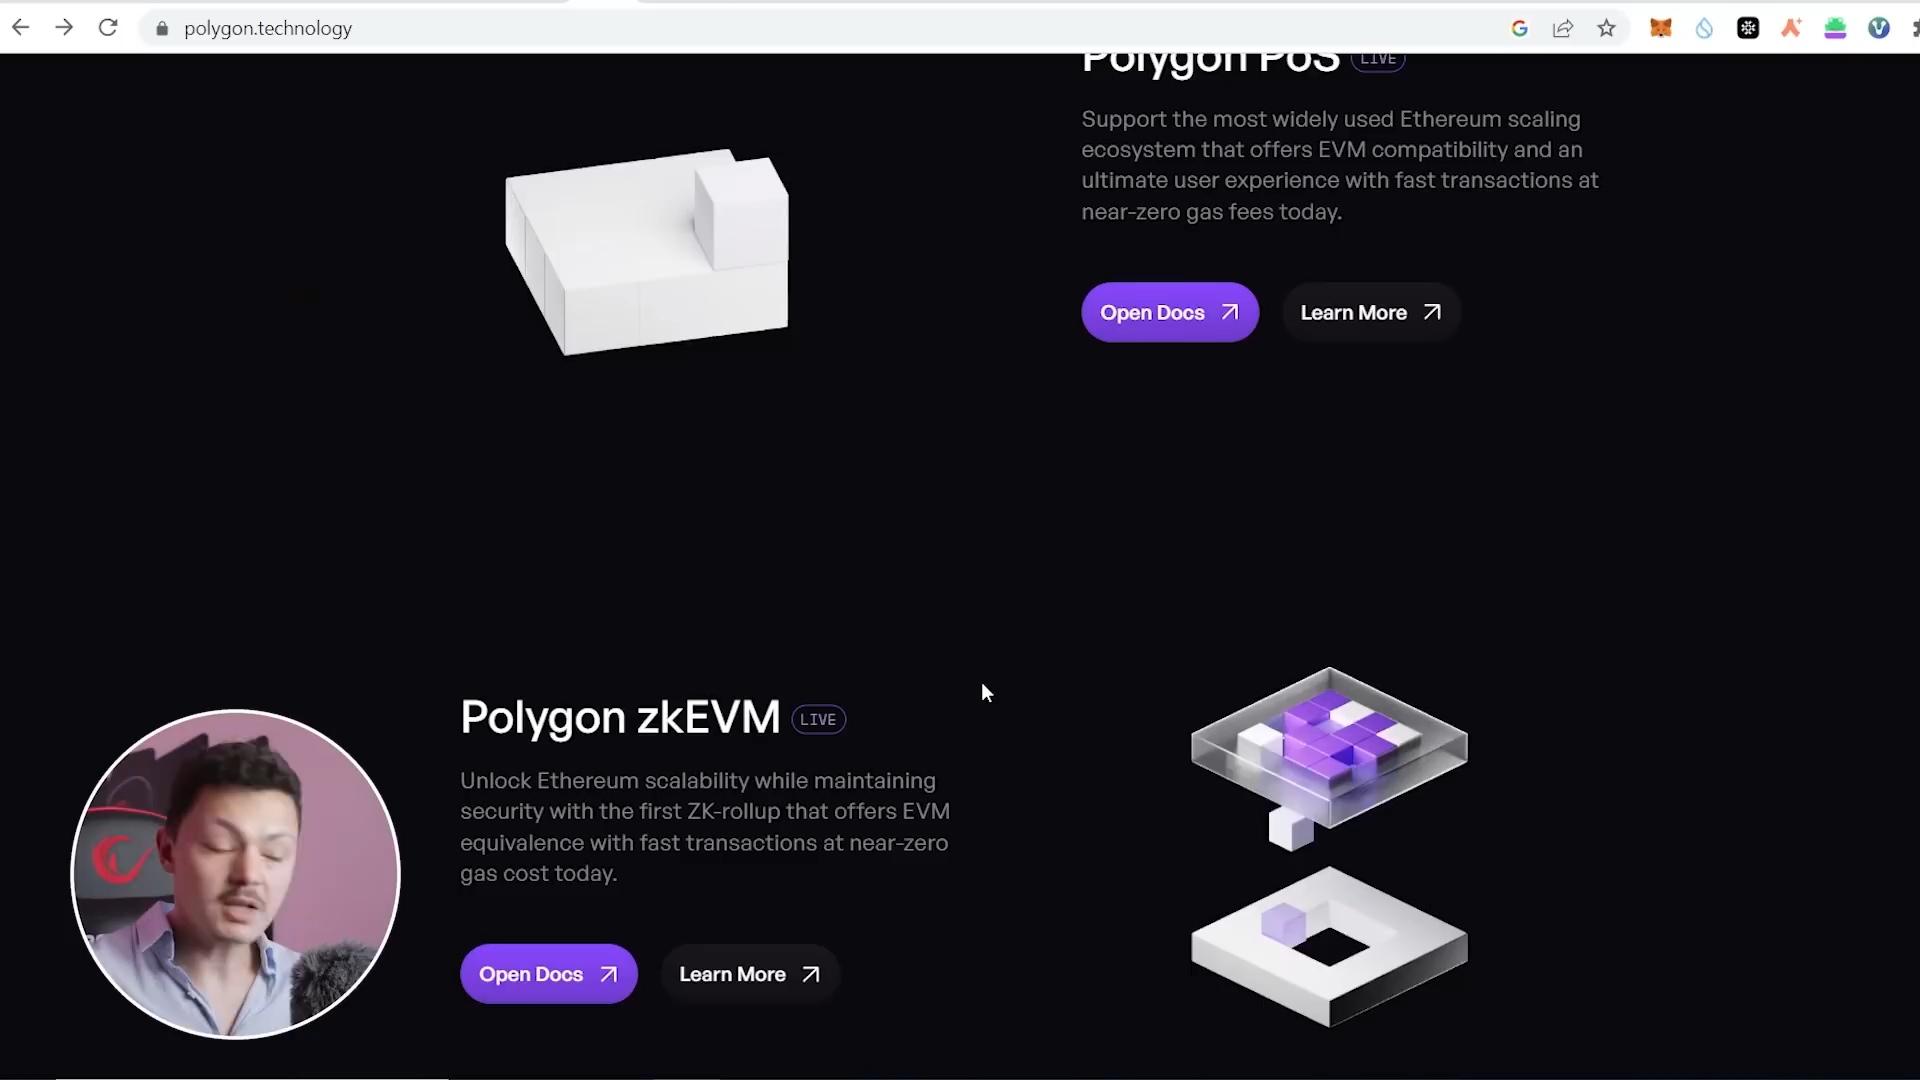 polygon.technology
Polygon PoS LIVE
Support the most widely used Ethereum scaling
ecosystem that offers EVM compatibility and an
ultimate user experience with fast transactions at
near-zero gas fees today.
Open Docs
Learn More
Polygon zkEVM LIVE
Unlock Ethereum scalability while maintaining
security with the first ZK-rollup that offers EVM
equivalence with fast transactions at near-zero
gas cost today.
Open Docs
Learn More